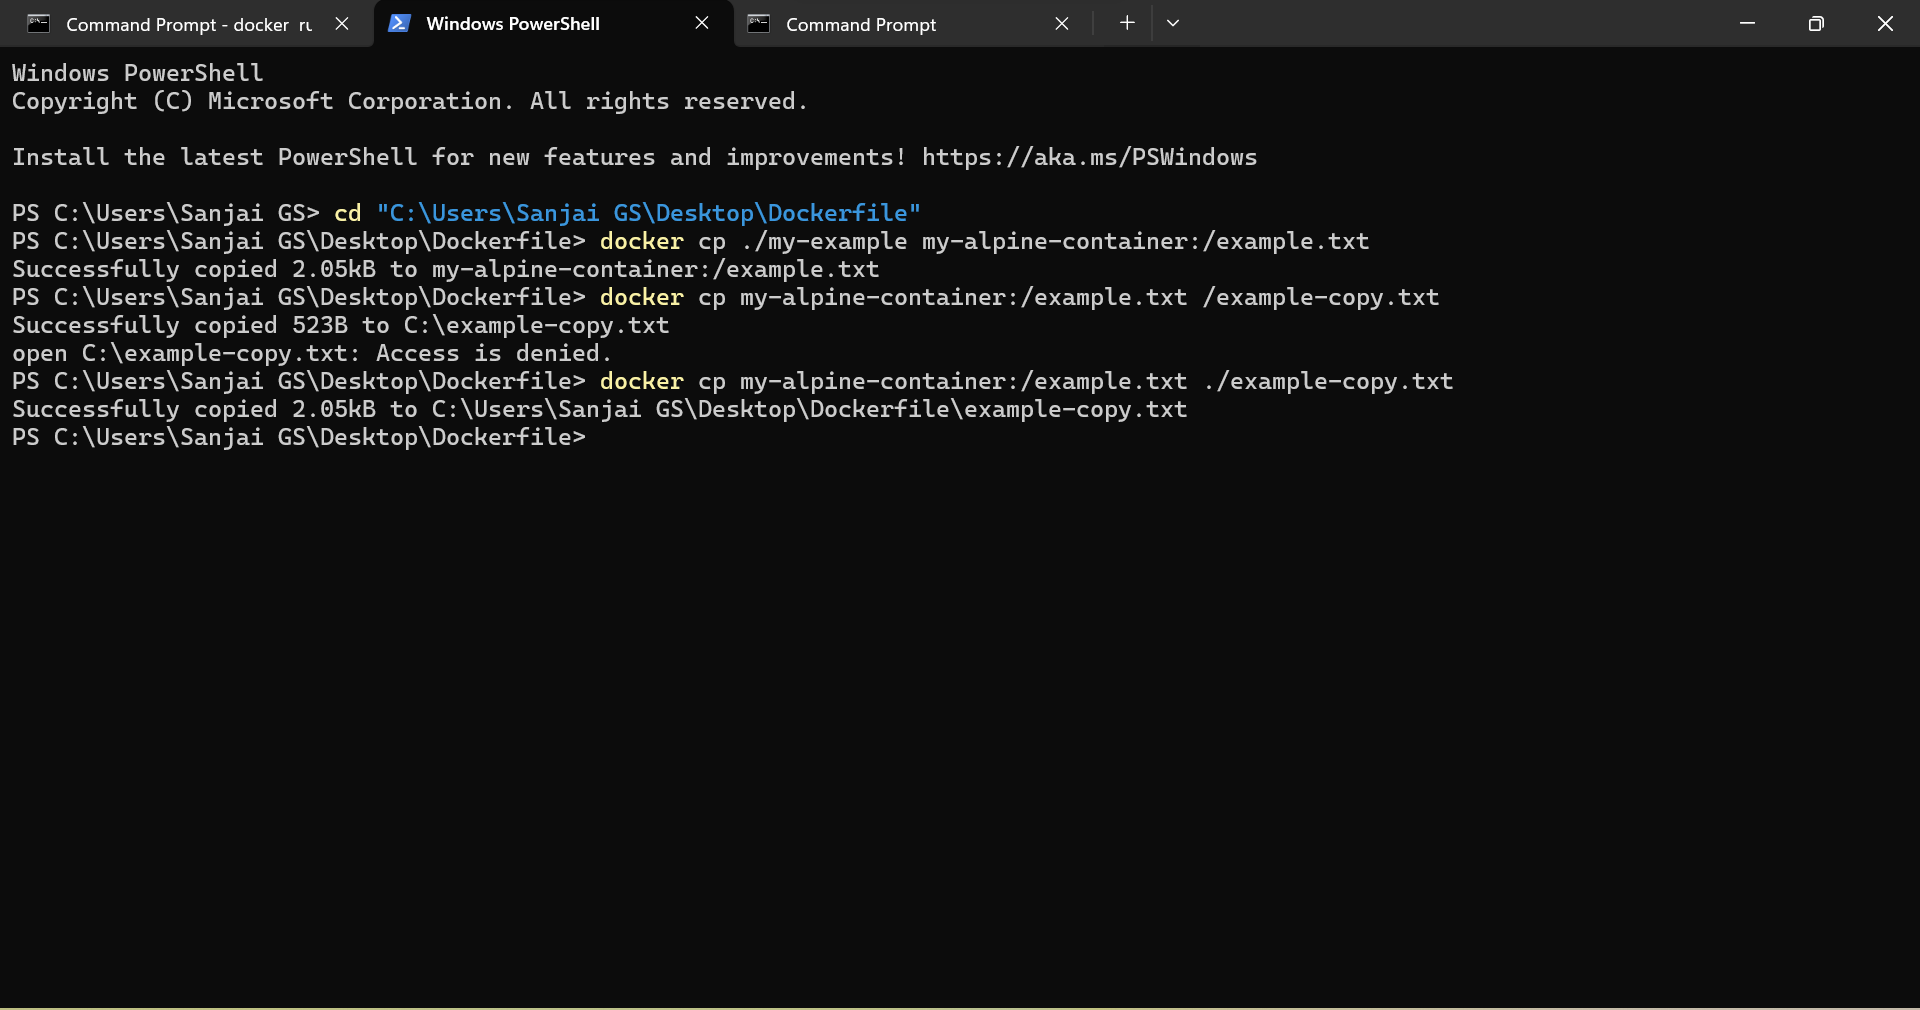 Command Prompt - docker ru
Windows PowerShell
Command Prompt
Windows PowerShell
Copyright (C) Microsoft Corporation. All rights reserved.
Install the latest PowerShell for new features and improvements! https://aka.ms/PSWindows
PS C:\Users\Sanjai GS> cd "C:\Users\Sanjai GS\Desktop\Dockerfile"
PS C:\Users\Sanjai GS\Desktop\Dockerfile> docker cp ./my-example my-alpine-container:/example.txt
Successfully copied 2.05kB to my-alpine-container:/example.txt
PS C:\Users\Sanjai GS\Desktop\Dockerfile> docker cp my-alpine-container:/example.txt /example-copy.txt
Successfully copied 523B to C:\example-copy.txt
open C:\example-copy.txt: Access is denied.
PS C:\Users\Sanjai GS\Desktop\Dockerfile> docker cp my-alpine-container:/example.txt ./example-copy.txt
Successfully copied 2.05kB to C:\Users\Sanjai GS\Desktop\Dockerfile\example-copy.txt
PS C:\Users\Sanjai GS\Desktop\Dockerfile>